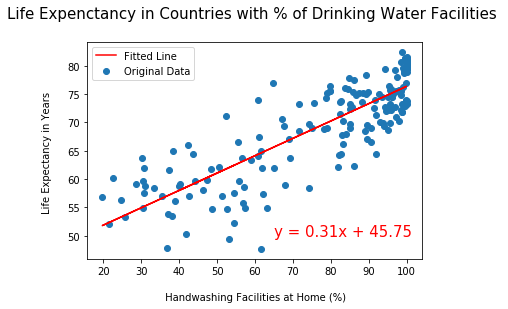 Life Expenctancy in Countries with % of Drinking Water Facilities
Fitted Line
Original Data
Life Expectancy in Years
80
75
70
65
60
55
50
y = 0.31x + 45.75
20 30 40 50 60 70 80 90 100
Handwashing Facilities at Home (%)